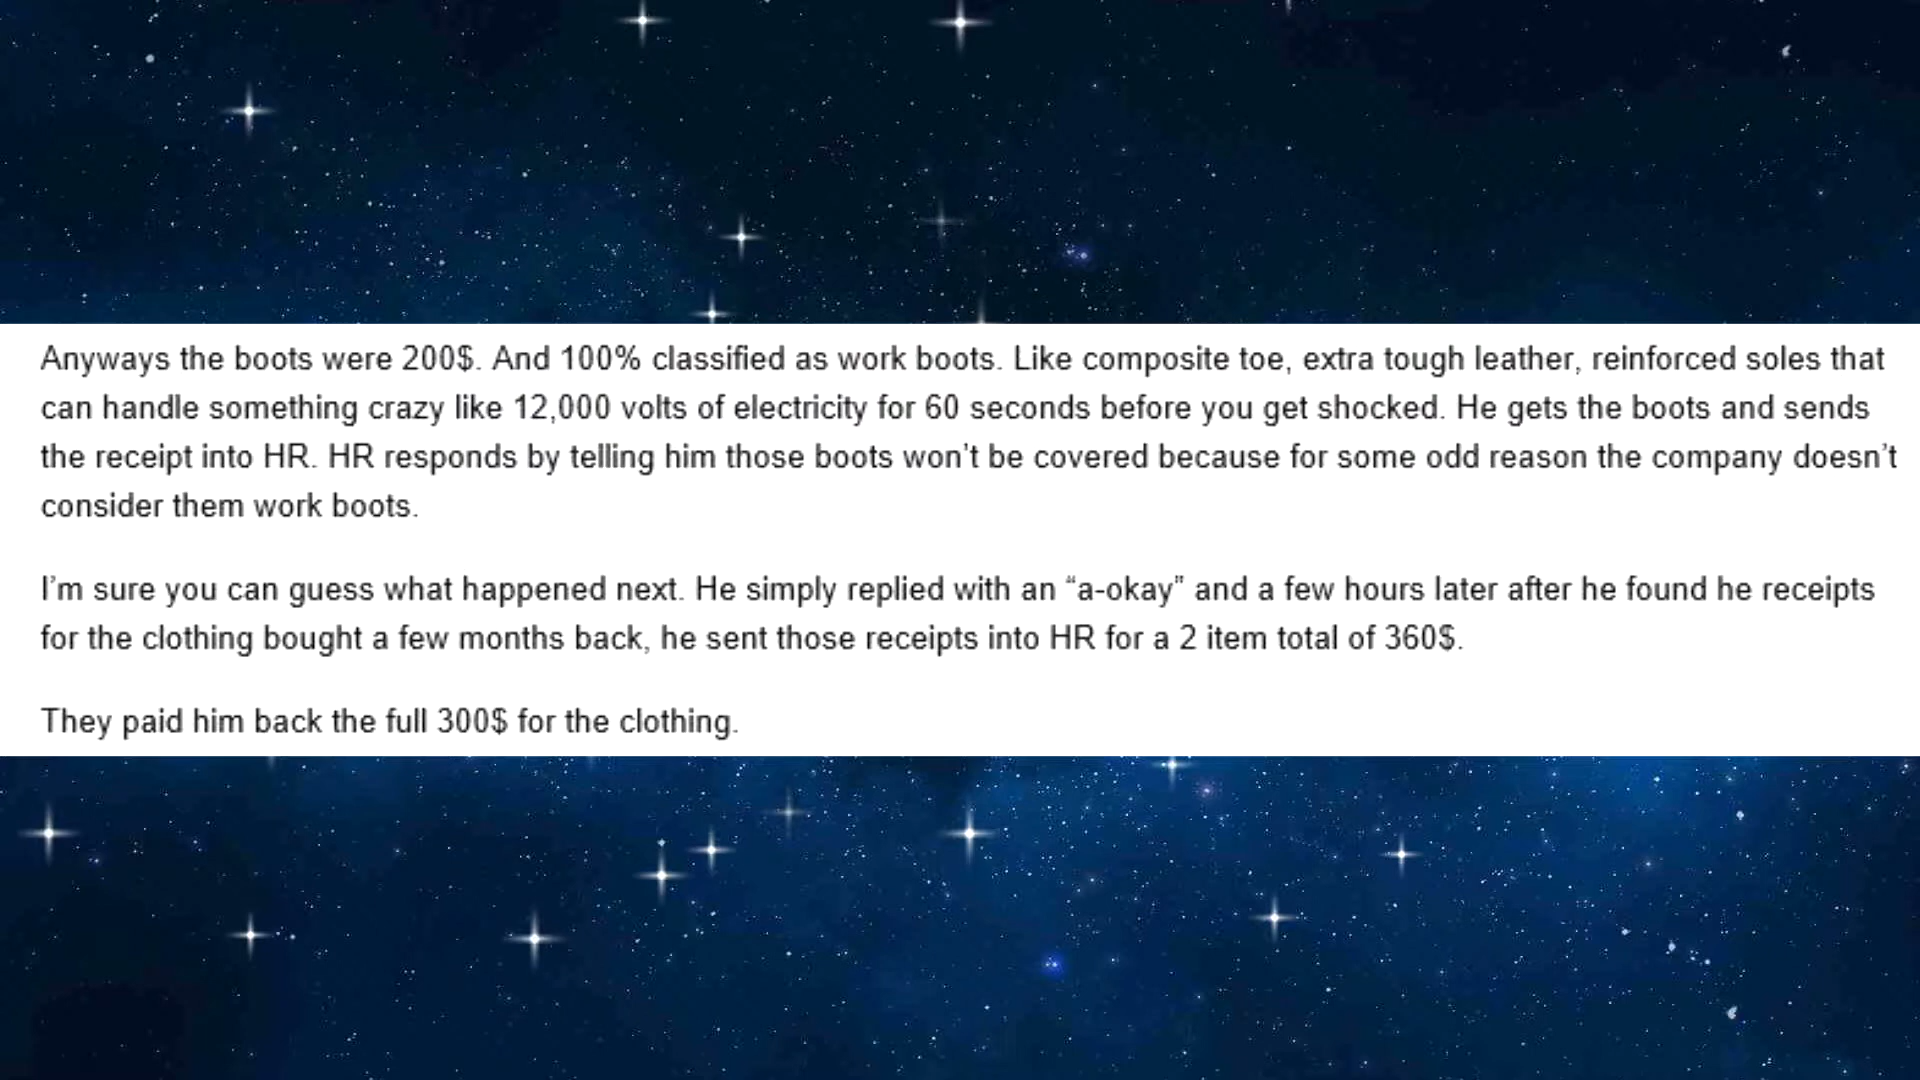 Anyways the boots were 200$. And 100% classified as work boots. Like composite toe, extra tough leather, reinforced soles that
can handle something crazy like 12,000 volts of electricity for 60 seconds before you get shocked. He gets the boots and sends
the receipt into HR. HR responds by telling him those boots won't be covered because for some odd reason the company doesn't
consider them work boots.
I'm sure you can guess what happened next. He simply replied with an “a-okay” and a few hours later after he found he receipts
for the clothing bought a few months back, he sent those receipts into HR for a 2 item total of 360$.
They paid him back the full 300$ for the clothing.